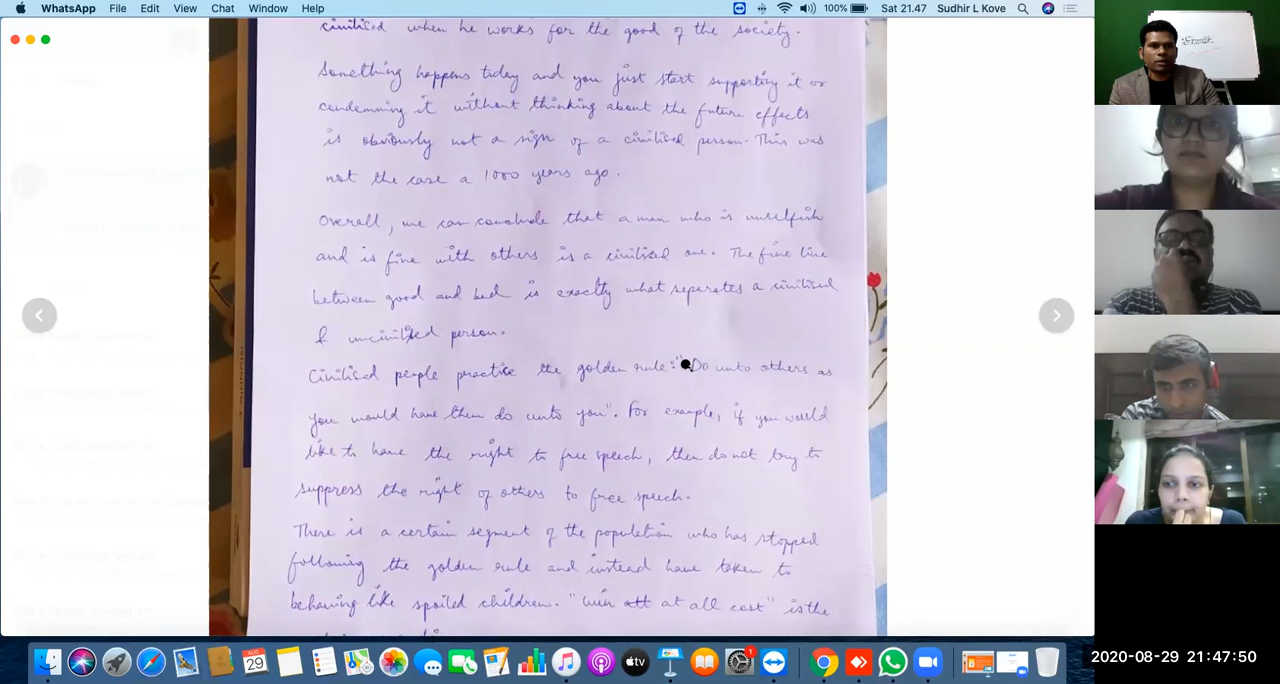 WhatsApp File Edit View Chat Window Help
100% Sat 21.47 Sudhir L Kove
civilised when he works for the good of the society.
Something happens today and you just start supporting it or
condemning it without thinking about the future effects
is obviously not a sign of a civilised person. This was
not the case a 1000 years ago.
Overall, we can conclude that a man who is unselfish
and is fine with others is a civilised one. The fine line
between good and bad is exactly what separates a civilised
& uncivilised person.
Civilised people practice the golden rule: "Do unto others as
you would have them do unto you". For example, if you would
like to have the right to free speech, then do not try to
suppress the right of others to free speech.
There is a certain segment of the population who has stopped
following the golden rule and instead have taken to
behaving like spoiled children. "Win at all cost" is the
AUG
29
tv
1
2020-08-29 21:47:50